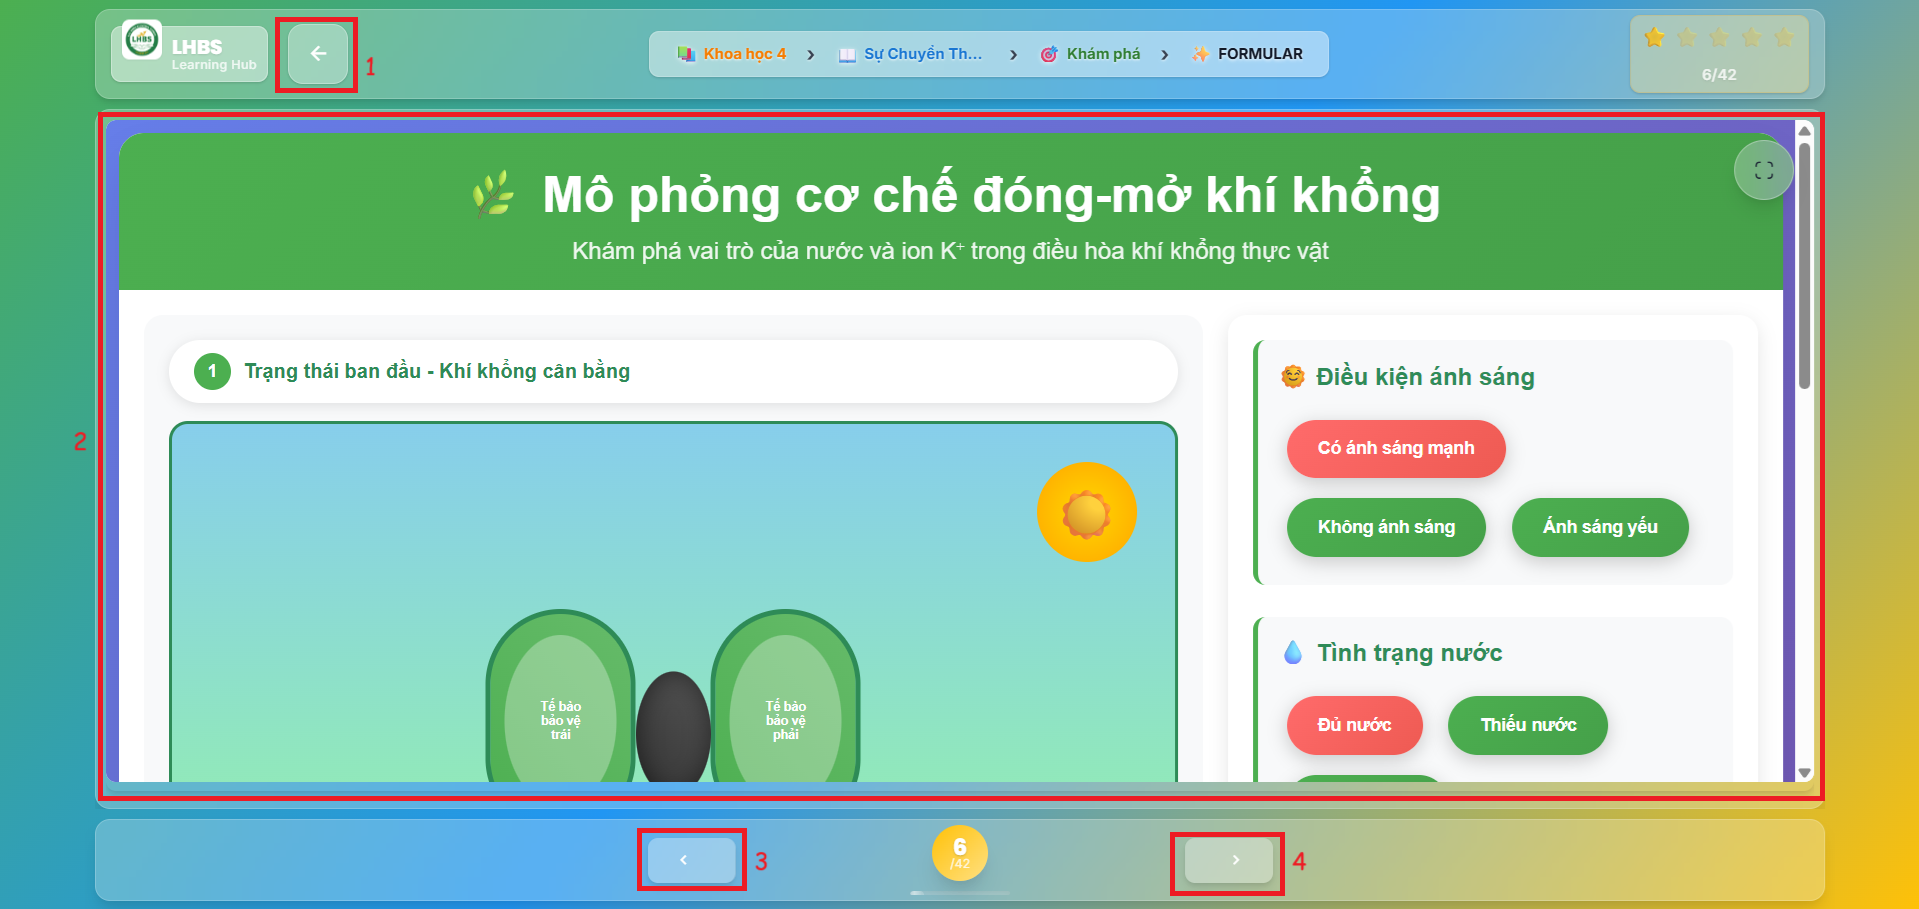 LHBS
LHBS
Learning Hub
1
Khoa học 4 › Sự Chuyển Th... › Khám phá › FORMULAR
6/42
2
Mô phỏng cơ chế đóng-mở khí khổng
Khám phá vai trò của nước và ion K⁺ trong điều hòa khí khổng thực vật
1 Trạng thái ban đầu - Khí khổng cân bằng
Tế bào
bảo vệ
trái
Tế bào
bảo vệ
phải
Điều kiện ánh sáng
Có ánh sáng mạnh
Không ánh sáng
Ánh sáng yếu
Tình trạng nước
Đủ nước
Thiếu nước
3
6
/42
4